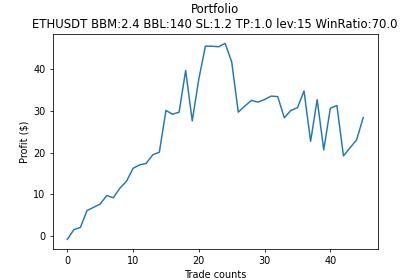 Portfolio
ETHUSDT BBM:2.4 BBL:140 SL:1.2 TP:1.0 lev:15 WinRatio:70.0
40
30
20
10
0
Profit ($)
0 10 20 30 40
Trade counts